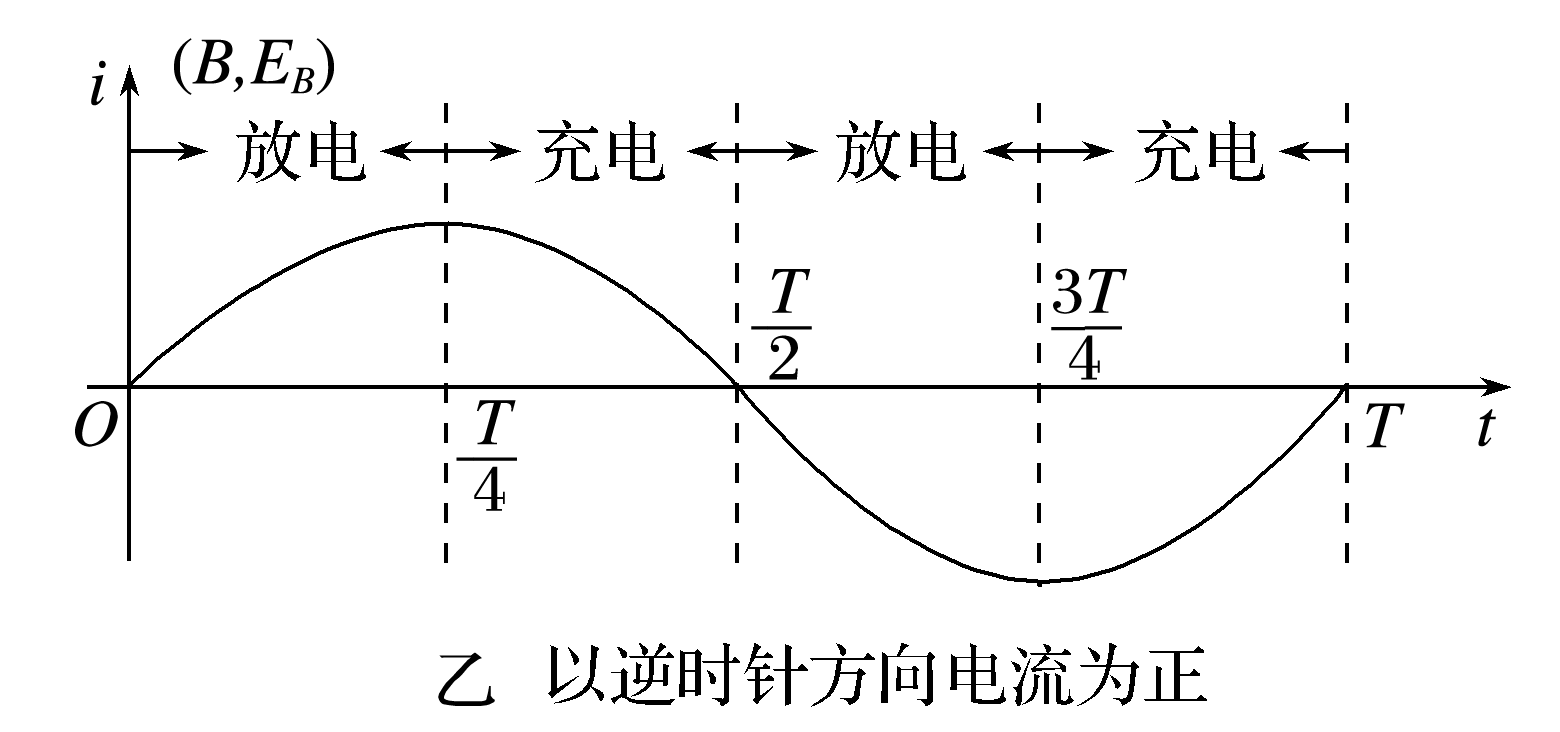 i (B,E_B)
放电 充电 放电 充电
T/2 3T/4
O T/4 T t
乙 以逆时针方向电流为正